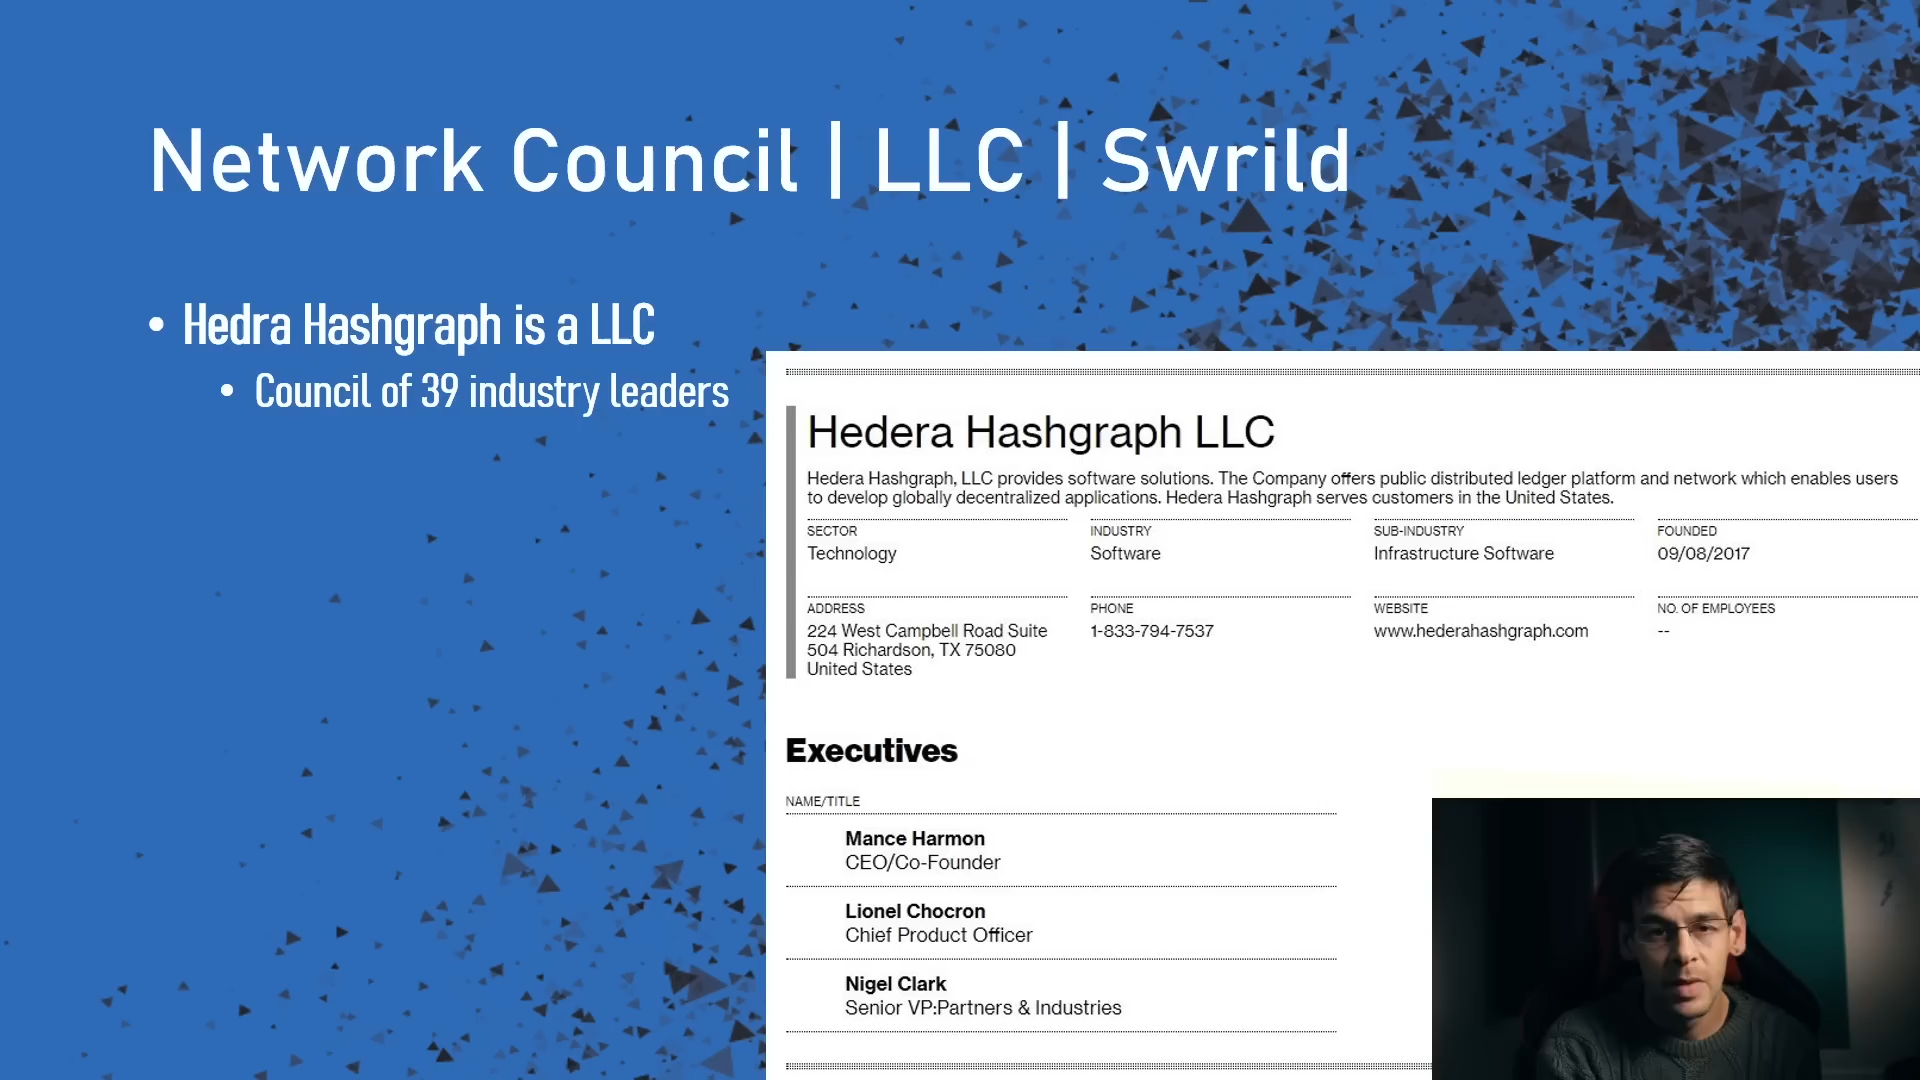 Network Council | LLC | Swrild
• Hedra Hashgraph is a LLC
• Council of 39 industry leaders
Hedera Hashgraph LLC
Hedera Hashgraph, LLC provides software solutions. The Company offers public distributed ledger platform and network which enables users
to develop globally decentralized applications. Hedera Hashgraph serves customers in the United States.
SECTOR
Technology
INDUSTRY
Software
SUB-INDUSTRY
Infrastructure Software
FOUNDED
09/08/2017
ADDRESS
224 West Campbell Road Suite
504 Richardson, TX 75080
United States
PHONE
1-833-794-7537
WEBSITE
www.hederahashgraph.com
NO. OF EMPLOYEES
--
Executives
NAME/TITLE
Mance Harmon
CEO/Co-Founder
Lionel Chocron
Chief Product Officer
Nigel Clark
Senior VP:Partners & Industries